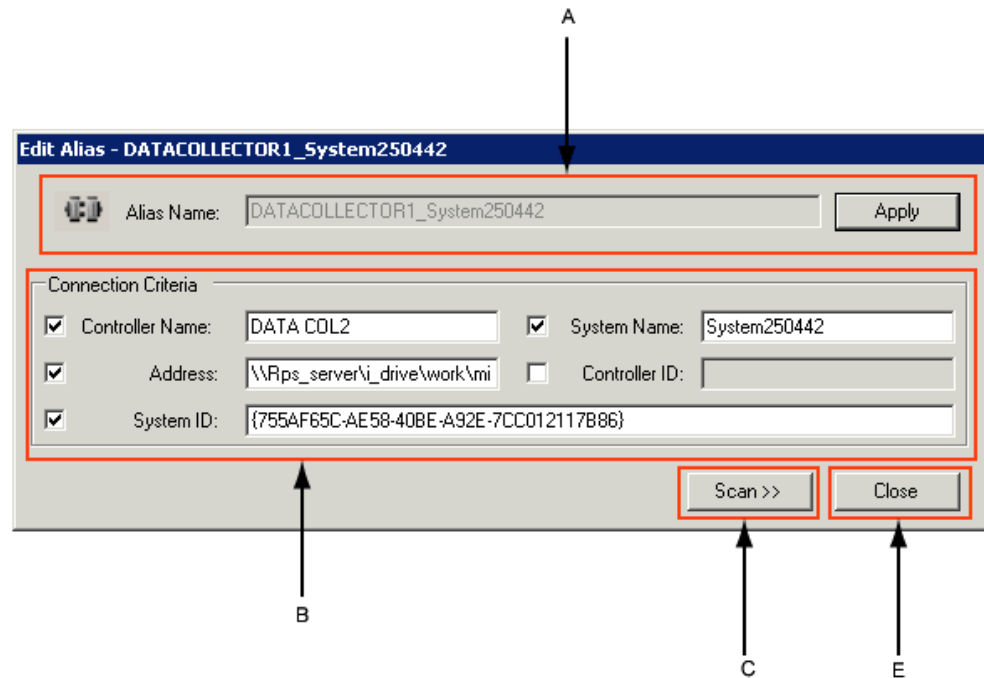 A
Edit Alias - DATACOLLECTOR1_System250442
Alias Name: DATACOLLECTOR1_System250442 Apply
Connection Criteria
Controller Name: DATA COL2 System Name: System250442
Address: \\Rps_server\i_drive\work\mi Controller ID:
System ID: {755AF65C-AE58-40BE-A92E-7CC012117B86}
Scan >> Close
B
C E